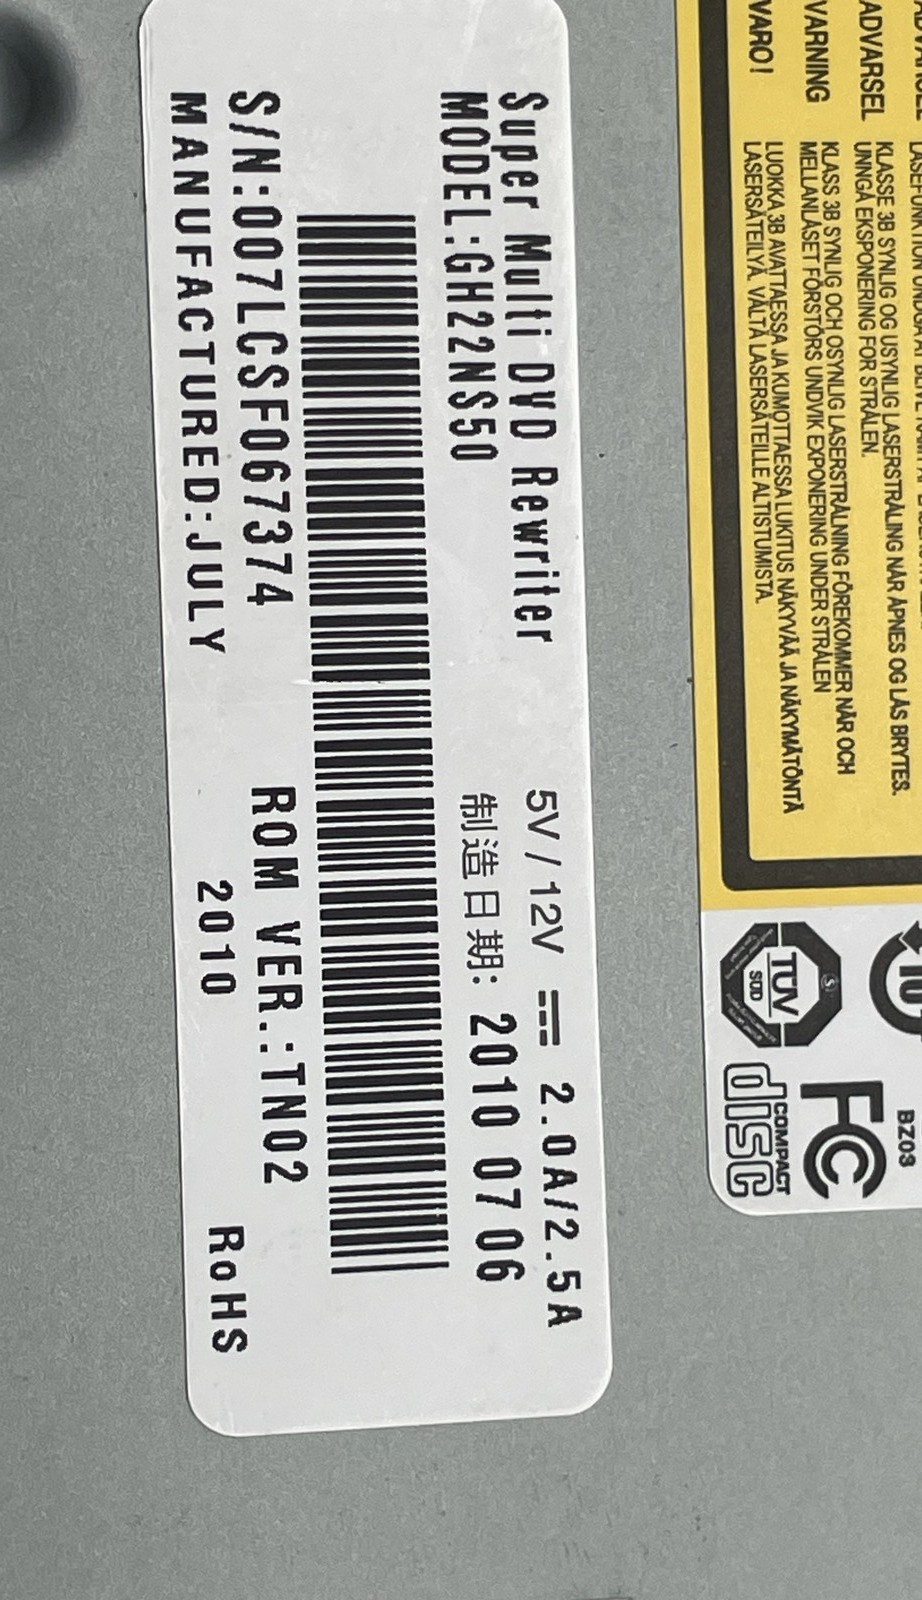 Super Multi DVD Rewriter 5V / 12V 2.0A/2.5A
MODEL:GH22NS50 制造日期: 2010 07 06
S/N:007LCSF067374 ROM VER.:TN02
MANUFACTURED:JULY 2010 RoHS
ADVARSEL KLASSE 3B SYNLIG OG USYNLIG LASERSTRÅLING NÅR ÅPNES OG LÅS BRYTES.
UNNGÅ EKSPONERING FOR STRÅLEN.
VARNING KLASS 3B SYNLIG OCH OSYNLIG LASERSTRÅLNING FÖREKOMMER NÄR OCH
MELLANLÅSET FÖRSTÖRS UNDVIK EXPONERING UNDER STRÅLEN
VARO! LUOKKA 3B AVATTAESSA JA KUMOTTAESSA LUKITUS NÄKYVÄÄ JA NÄKYMÄTÖNTÄ
LASERSÄTEILYÄ. VÄLTÄ LASERSÄTEILLE ALTISTUMISTA.
BZ03
TÜV
SÜD
FC
COMPACT
disc